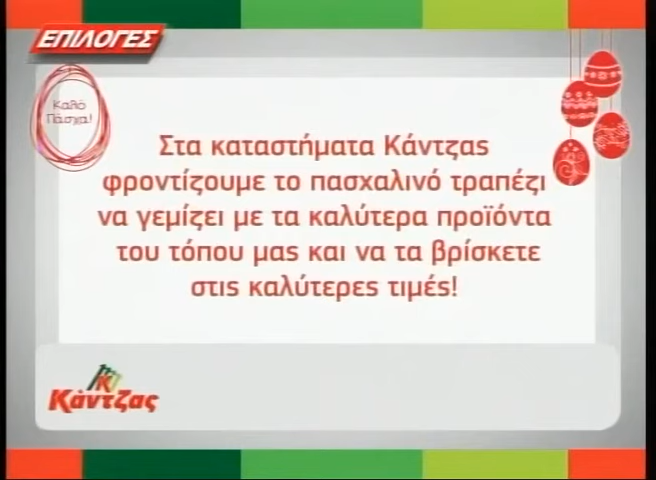 ΕΠΙΛΟΓΕΣ
Καλό
Πάσχα!
Στα καταστήματα Κάντζας
φροντίζουμε το πασχαλινό τραπέζι
να γεμίζει με τα καλύτερα προϊόντα
του τόπου μας και να τα βρίσκετε
στις καλύτερες τιμές!
Κ
Κάντζας